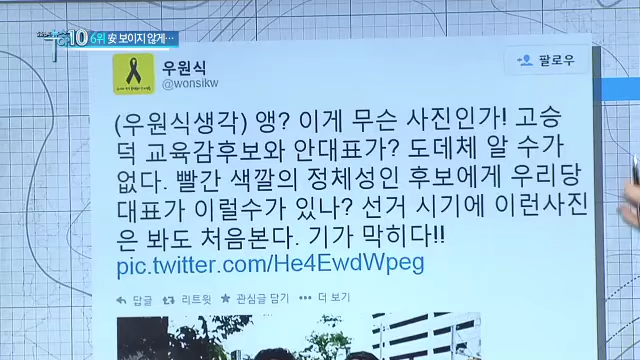 10 6위 安 보이지 않게…
우원식
@wonsikw
팔로우
(우원식생각) 앵? 이게 무슨 사진인가! 고승
덕 교육감후보와 안대표가? 도데체 알 수가
없다. 빨간 색깔의 정체성인 후보에게 우리당
대표가 이럴수가 있나? 선거 시기에 이런사진
은 봐도 처음본다. 기가 막히다!!
pic.twitter.com/He4EwdWpeg
답글 리트윗 관심글 담기 더 보기